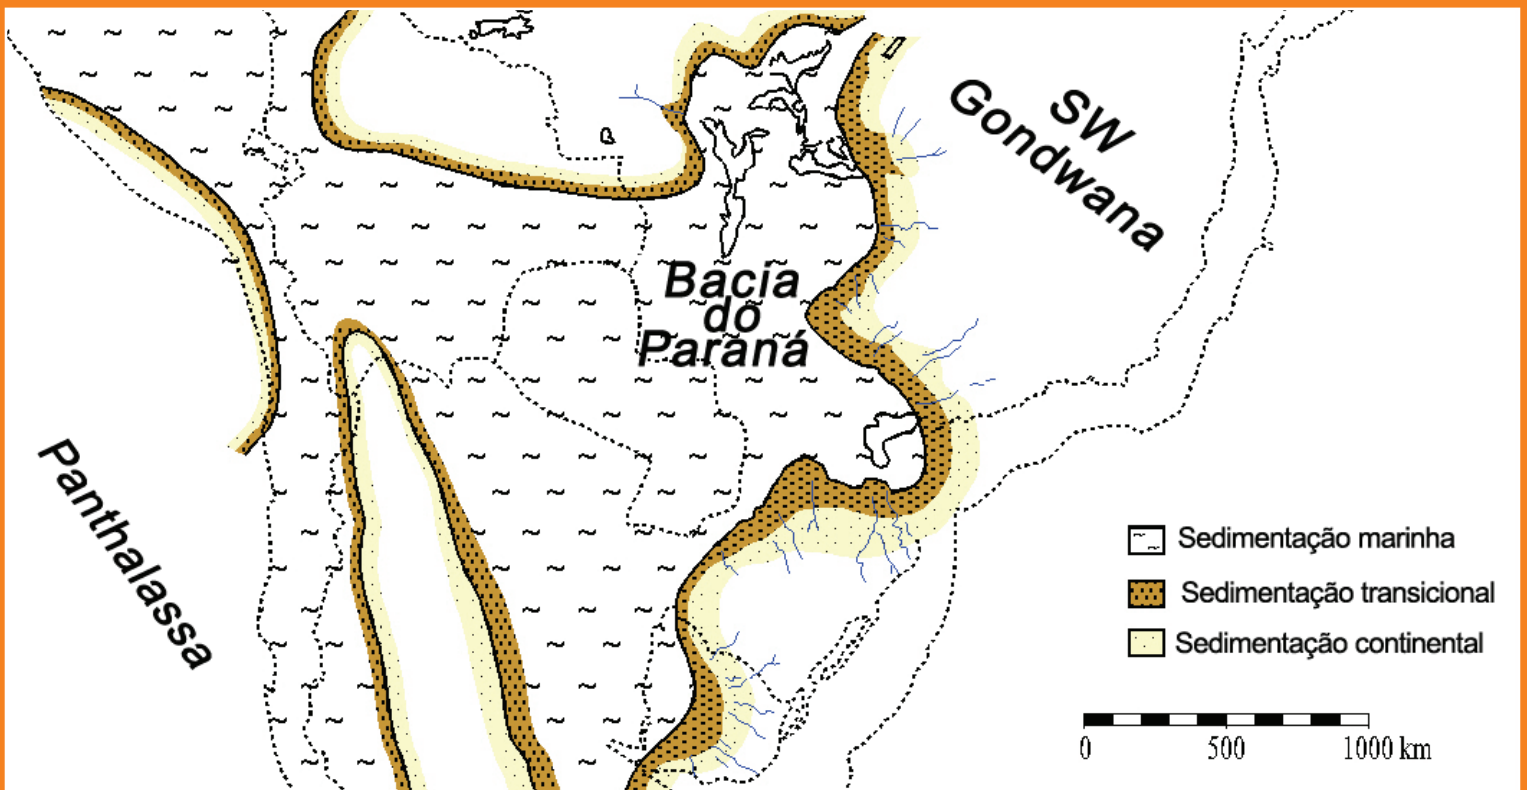 SW
Gondwana
Bacia
do
Paraná
Panthalassa
Sedimentação marinha
Sedimentação transicional
Sedimentação continental
0 500 1000 km